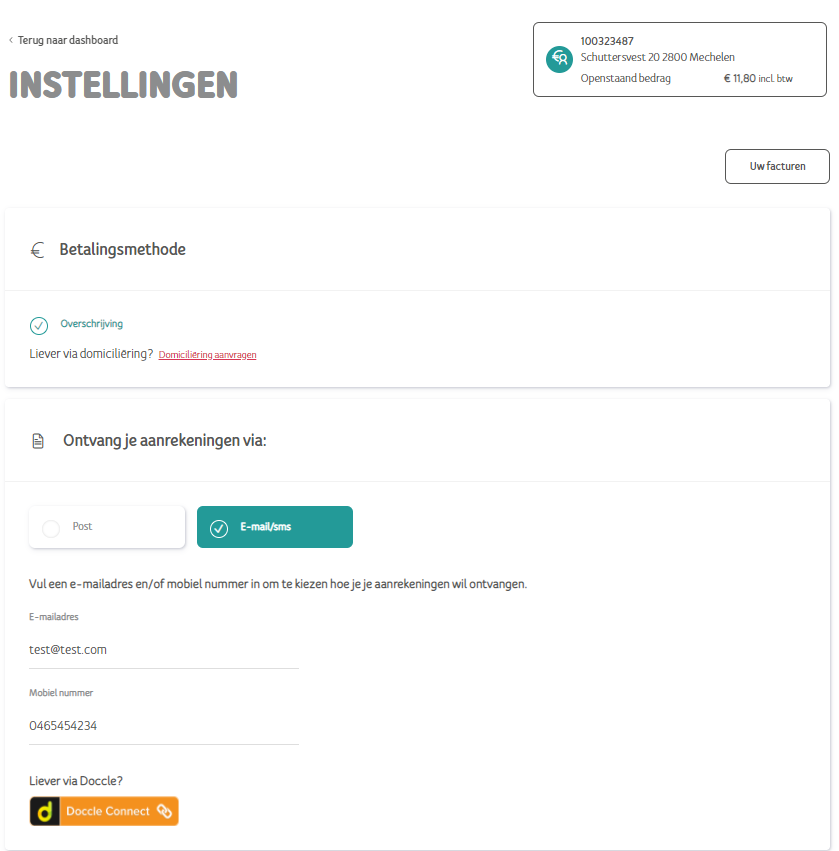 ‹ Terug naar dashboard
INSTELLINGEN
100323487
Schuttersvest 20 2800 Mechelen
Openstaand bedrag € 11,80 incl. btw
Uw facturen
€ Betalingsmethode
Overschrijving
Liever via domiciliëring? Domiciliëring aanvragen
Ontvang je aanrekeningen via:
Post E-mail/sms
Vul een e-mailadres en/of mobiel nummer in om te kiezen hoe je je aanrekeningen wil ontvangen.
E-mailadres
test@test.com
Mobiel nummer
0465454234
Liever via Doccle?
d Doccle Connect